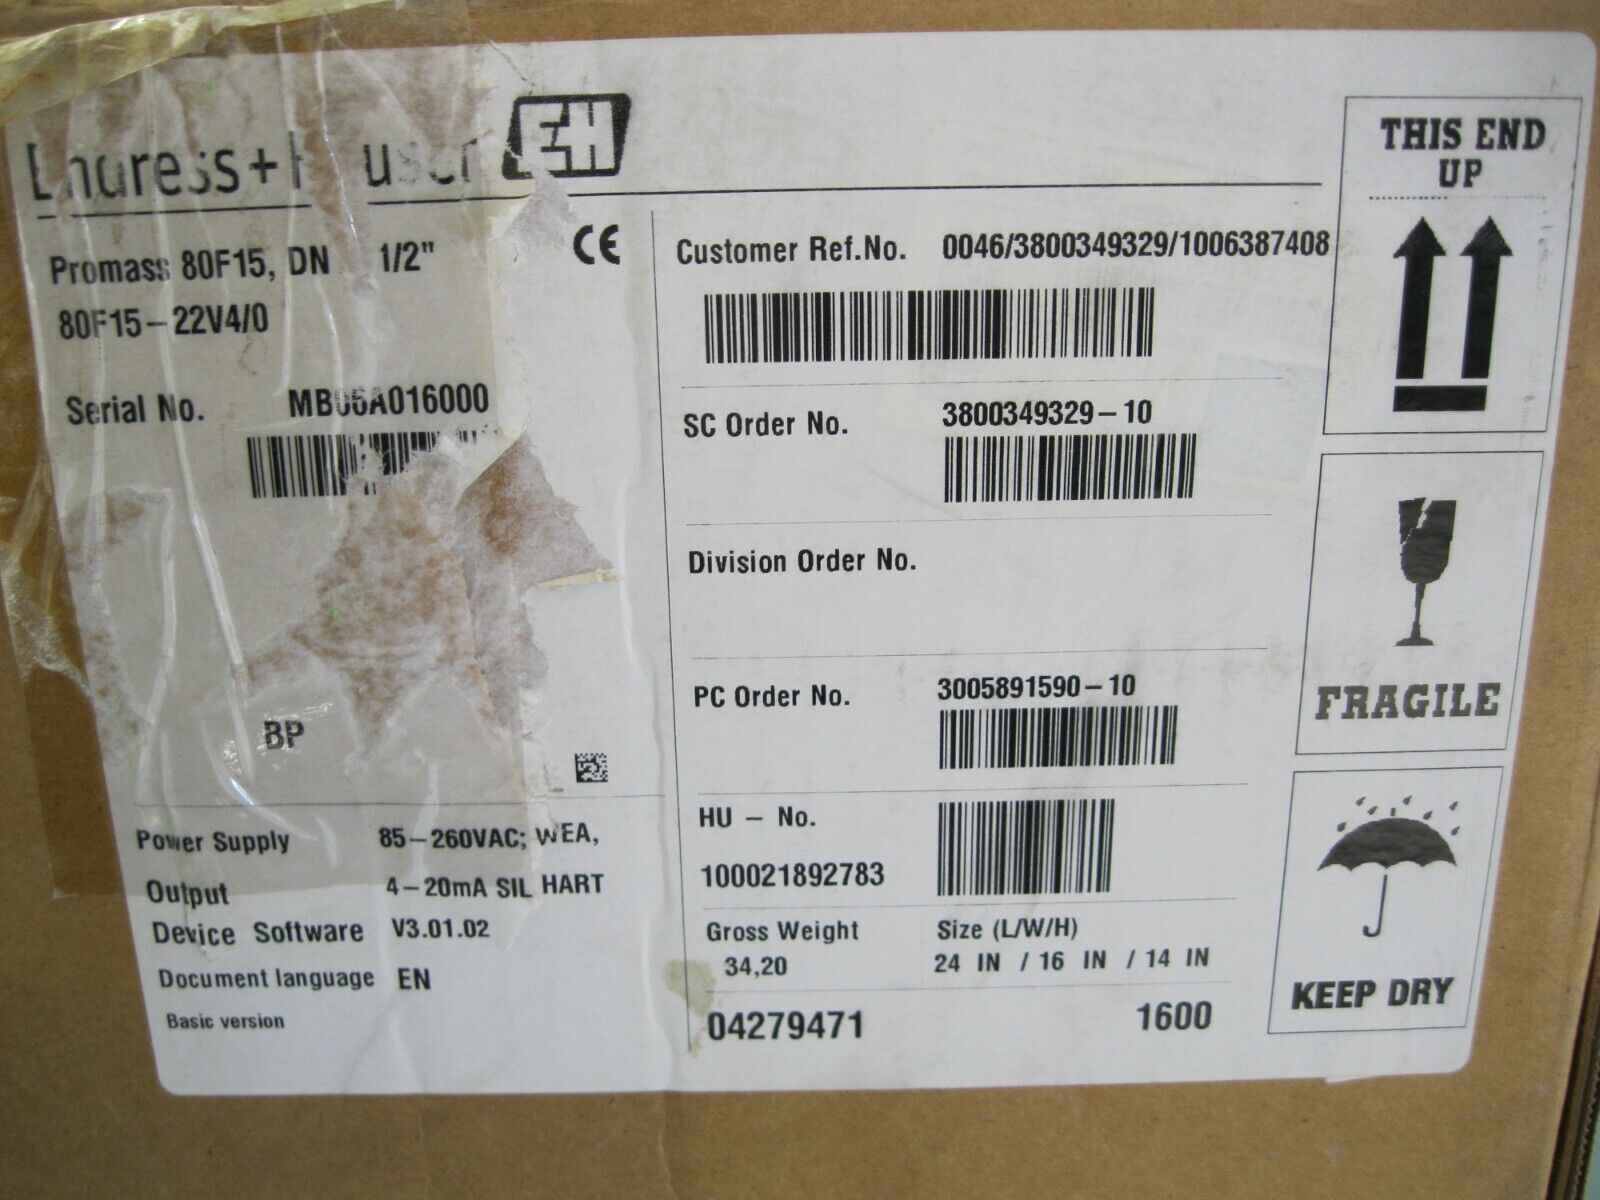 Endress+Hauser EH
Promass 80F15, DN 1/2"
80F15-22V4/0
CE
Serial No. MB06A016000
BP
Power Supply 85-260VAC; WEA,
Output 4-20mA SIL HART
Device Software V3.01.02
Document language EN
Basic version
Customer Ref.No. 0046/3800349329/1006387408
SC Order No. 3800349329-10
Division Order No.
PC Order No. 3005891590-10
HU - No.
100021892783
Gross Weight Size (L/W/H)
34,20 24 IN / 16 IN / 14 IN
04279471 1600
THIS END
UP
FRAGILE
KEEP DRY